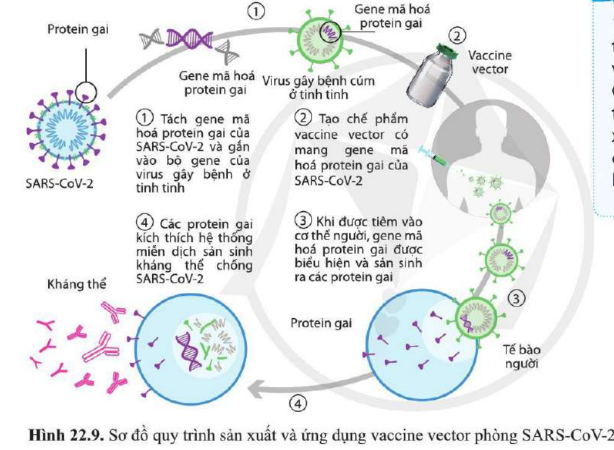 ①
Gene mã hoá
protein gai
Protein gai
②
Vaccine
vector
Gene mã hoá
protein gai
Virus gây bệnh cúm
ở tinh tinh
SARS-CoV-2
① Tách gene mã
hoá protein gai của
SARS-CoV-2 và gắn
vào bộ gene của
virus gây bệnh ở
tinh tinh
② Tạo chế phẩm
vaccine vector có
mang gene mã
hoá protein gai của
SARS-CoV-2
④ Các protein gai
kích thích hệ thống
miễn dịch sản sinh
kháng thể chống
SARS-CoV-2
③ Khi được tiêm vào
cơ thể người, gene mã
hoá protein gai được
biểu hiện và sản sinh
ra các protein gai
Kháng thể
Protein gai
③
Tế bào
người
④
Hình 22.9. Sơ đồ quy trình sản xuất và ứng dụng vaccine vector phòng SARS-CoV-2